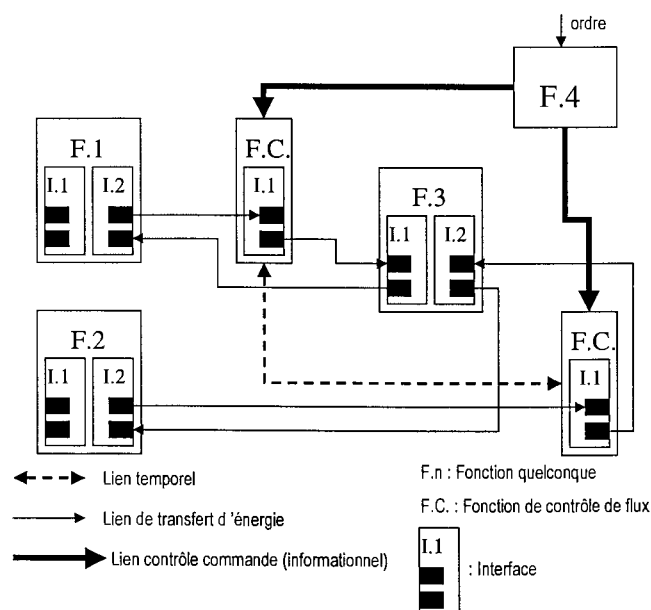 ordre
F.4
F.1
I.1
I.2
F.C.
I.1
F.3
I.1
I.2
F.2
I.1
I.2
F.C.
I.1
Lien temporel
Lien de transfert d 'énergie
Lien contrôle commande (informationnel)
F.n : Fonction quelconque
F.C. : Fonction de contrôle de flux
I.1
: Interface